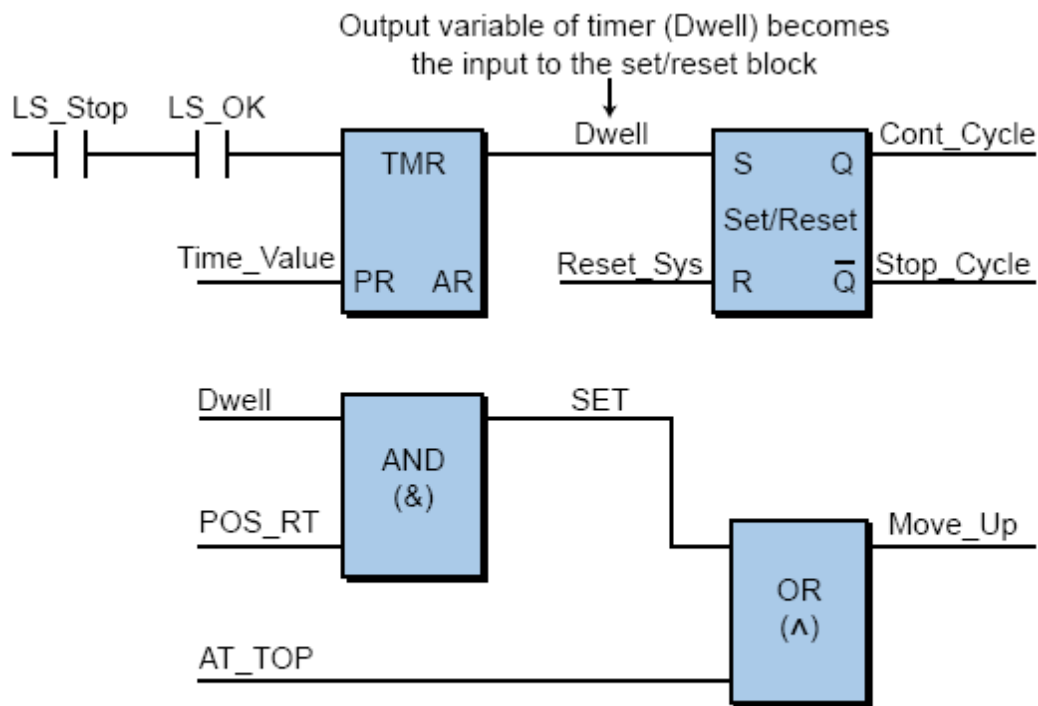 Output variable of timer (Dwell) becomes
the input to the set/reset block
LS_Stop
LS_OK
Dwell
Cont_Cycle
TMR
S
Q
Set/Reset
Time_Value
PR
AR
Reset_Sys
R
Q̅
Stop_Cycle
Dwell
SET
AND
(&)
POS_RT
Move_Up
OR
(∧)
AT_TOP